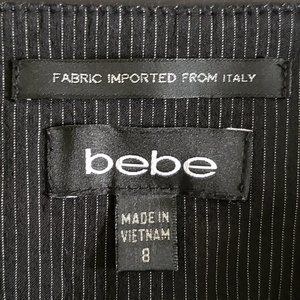 FABRIC IMPORTED FROM ITALY
bebe
MADE IN
VIETNAM
8